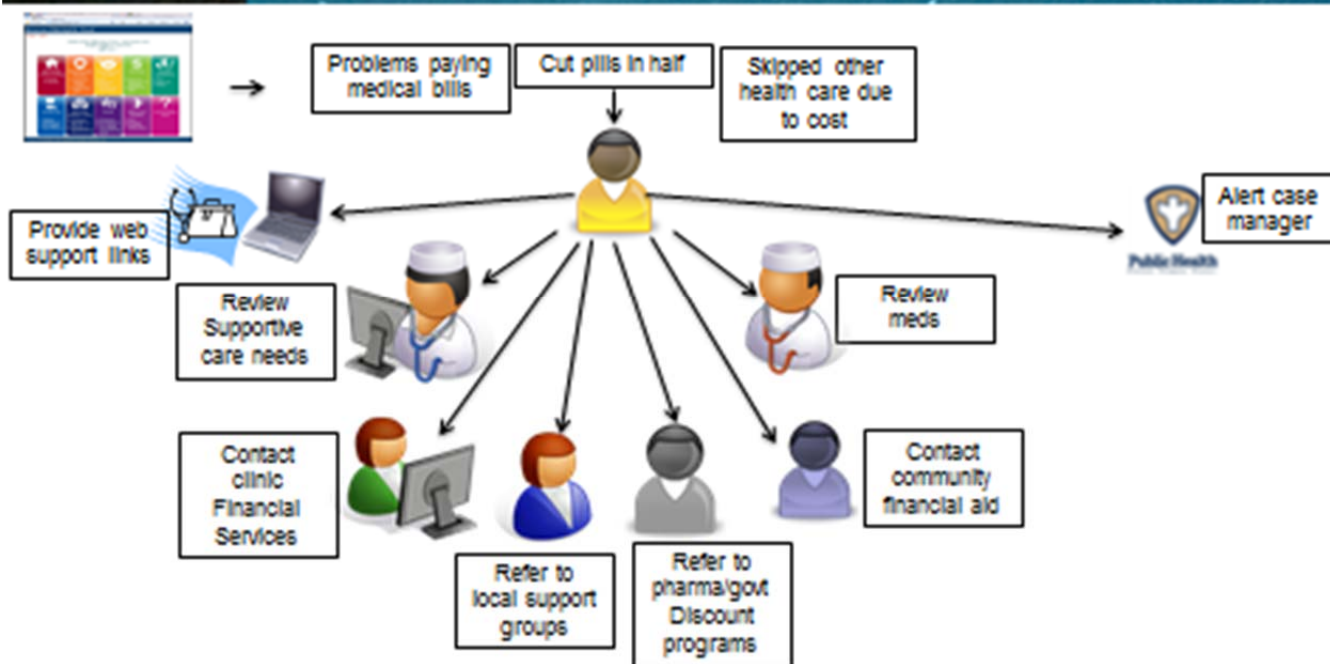 Problems paying
medical bills
Cut pills in half
Skipped other
health care due
to cost
Provide web
support links
Alert case
manager
Public Health
Review
Supportive
care needs
Review
meds
Contact
clinic
Financial
Services
Contact
community
financial aid
Refer to
local support
groups
Refer to
pharma/govt
Discount
programs